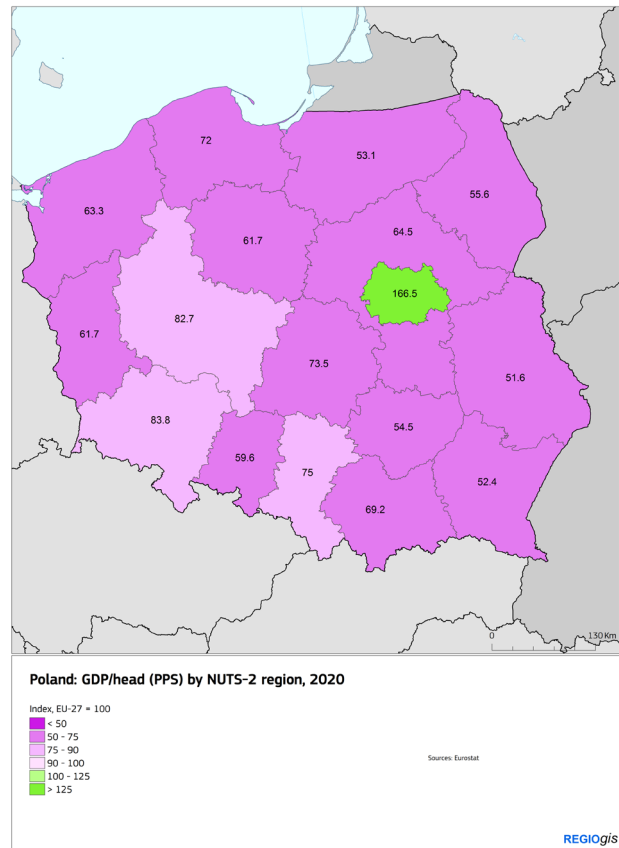 72
53.1
55.6
63.3
61.7
64.5
166.5
82.7
61.7
73.5
51.6
83.8
54.5
59.6
75
52.4
69.2
0 130 Km
Poland: GDP/head (PPS) by NUTS-2 region, 2020
Index, EU-27 = 100
< 50
50 - 75
75 - 90
90 - 100
100 - 125
> 125
Sources: Eurostat
REGIOgis